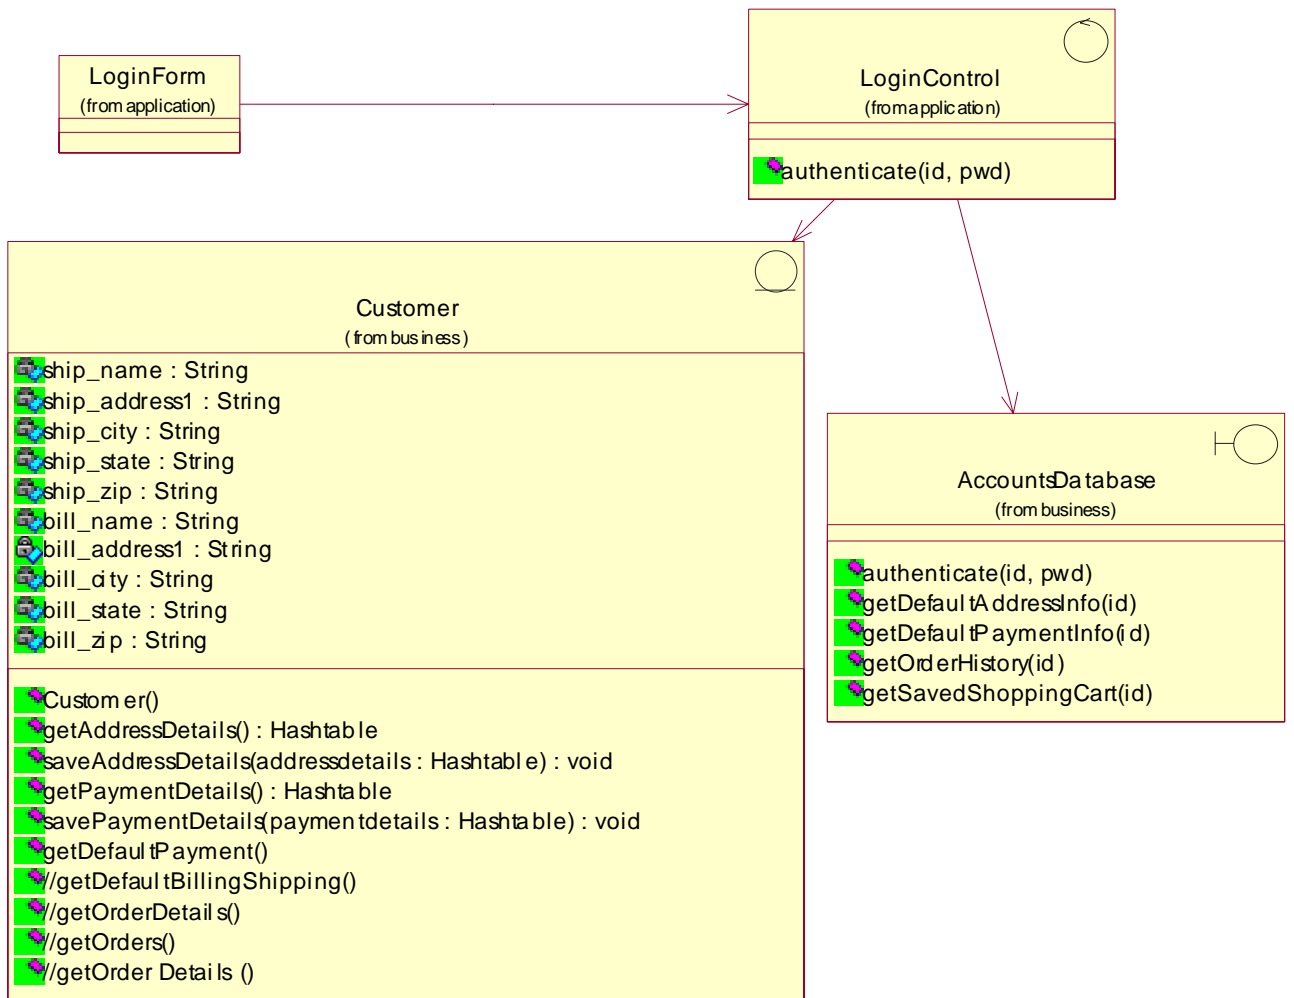 LoginForm
(from application)
LoginControl
(from application)
authenticate(id, pwd)
Customer
(from business)
ship_name : String
ship_address1 : String
ship_city : String
ship_state : String
ship_zip : String
bill_name : String
bill_address1 : String
bill_city : String
bill_state : String
bill_zip : String
Customer()
getAddressDetails() : Hashtable
saveAddressDetails(addressdetails : Hashtable) : void
getPaymentDetails() : Hashtable
savePaymentDetails(paymentdetails : Hashtable) : void
getDefaultPayment()
//getDefaultBillingShipping()
//getOrderDetails()
//getOrders()
//getOrder Details ()
AccountsDatabase
(from business)
authenticate(id, pwd)
getDefaultAddressInfo(id)
getDefaultPaymentInfo(id)
getOrderHistory(id)
getSavedShoppingCart(id)